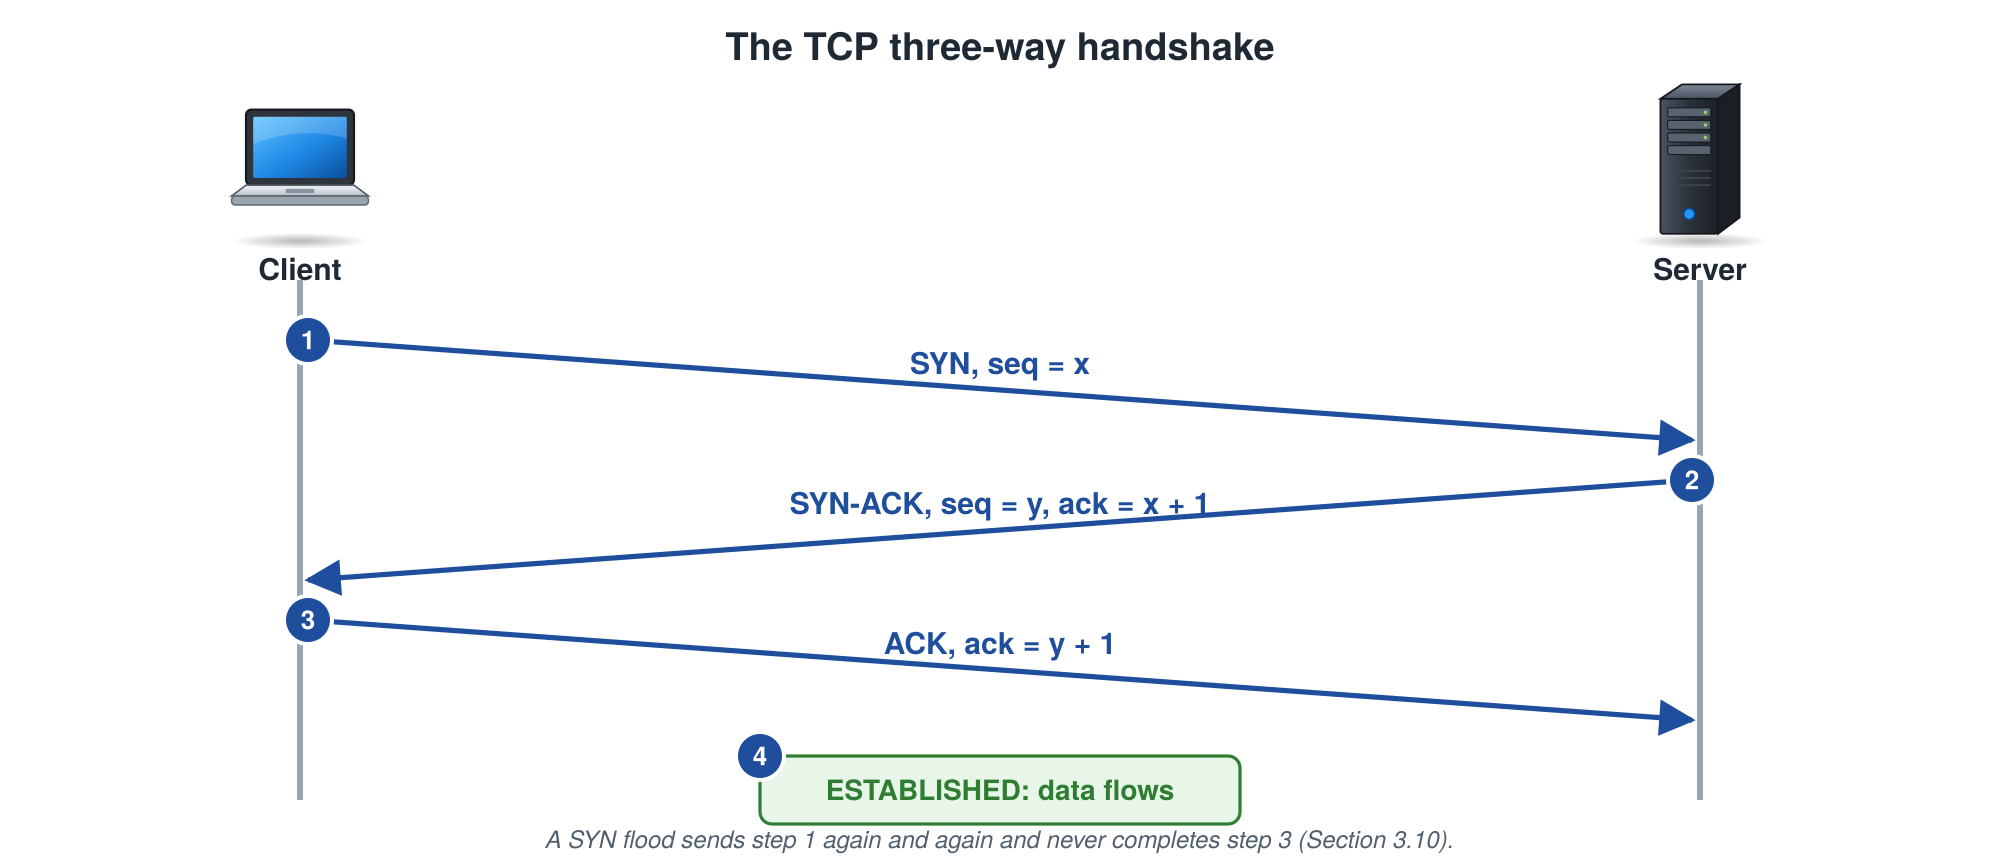 The TCP three-way handshake
Client
Server
1
SYN, seq = x
2
SYN-ACK, seq = y, ack = x + 1
3
ACK, ack = y + 1
4
ESTABLISHED: data flows
A SYN flood sends step 1 again and again and never completes step 3 (Section 3.10).